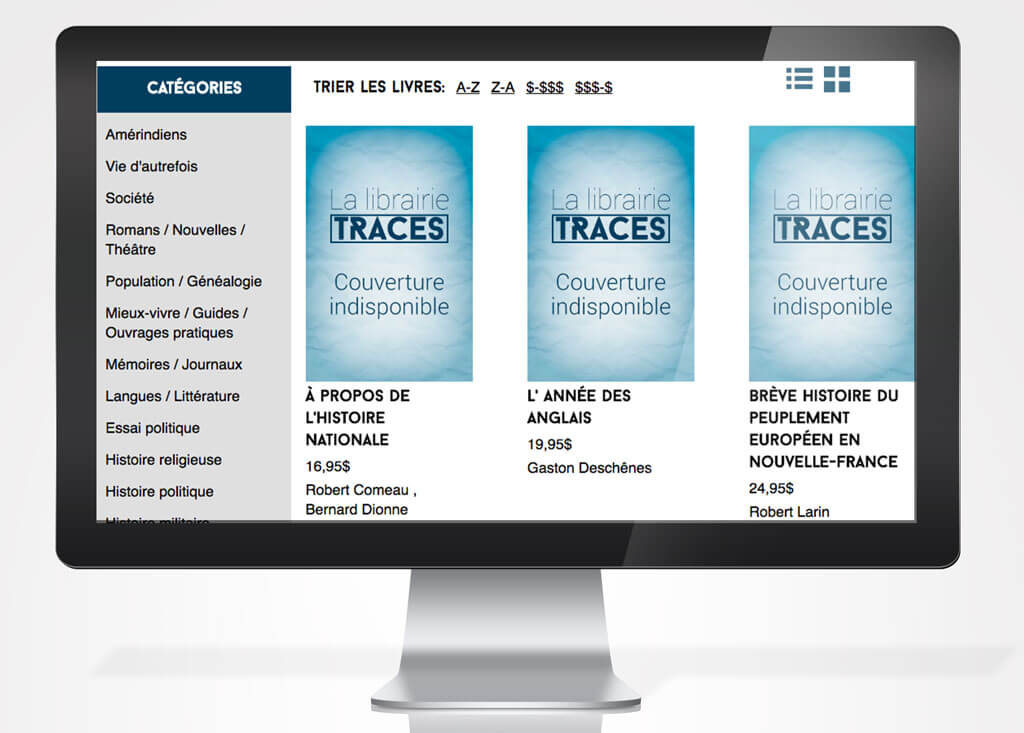 CATÉGORIES
Amérindiens
Vie d'autrefois
Société
Romans / Nouvelles /
Théâtre
Population / Généalogie
Mieux-vivre / Guides /
Ouvrages pratiques
Mémoires / Journaux
Langues / Littérature
Essai politique
Histoire religieuse
Histoire politique
Histoire militaire
TRIER LES LIVRES: A-Z Z-A $-$$$ $$$-$
La librairie
TRACES
Couverture
indisponible
À PROPOS DE
L'HISTOIRE
NATIONALE
16,95$
Robert Comeau ,
Bernard Dionne
La librairie
TRACES
Couverture
indisponible
L' ANNÉE DES
ANGLAIS
19,95$
Gaston Deschênes
La librairie
TRACES
Couverture
indisponible
BRÈVE HISTOIRE DU
PEUPLEMENT
EUROPÉEN EN
NOUVELLE-FRANCE
24,95$
Robert Larin